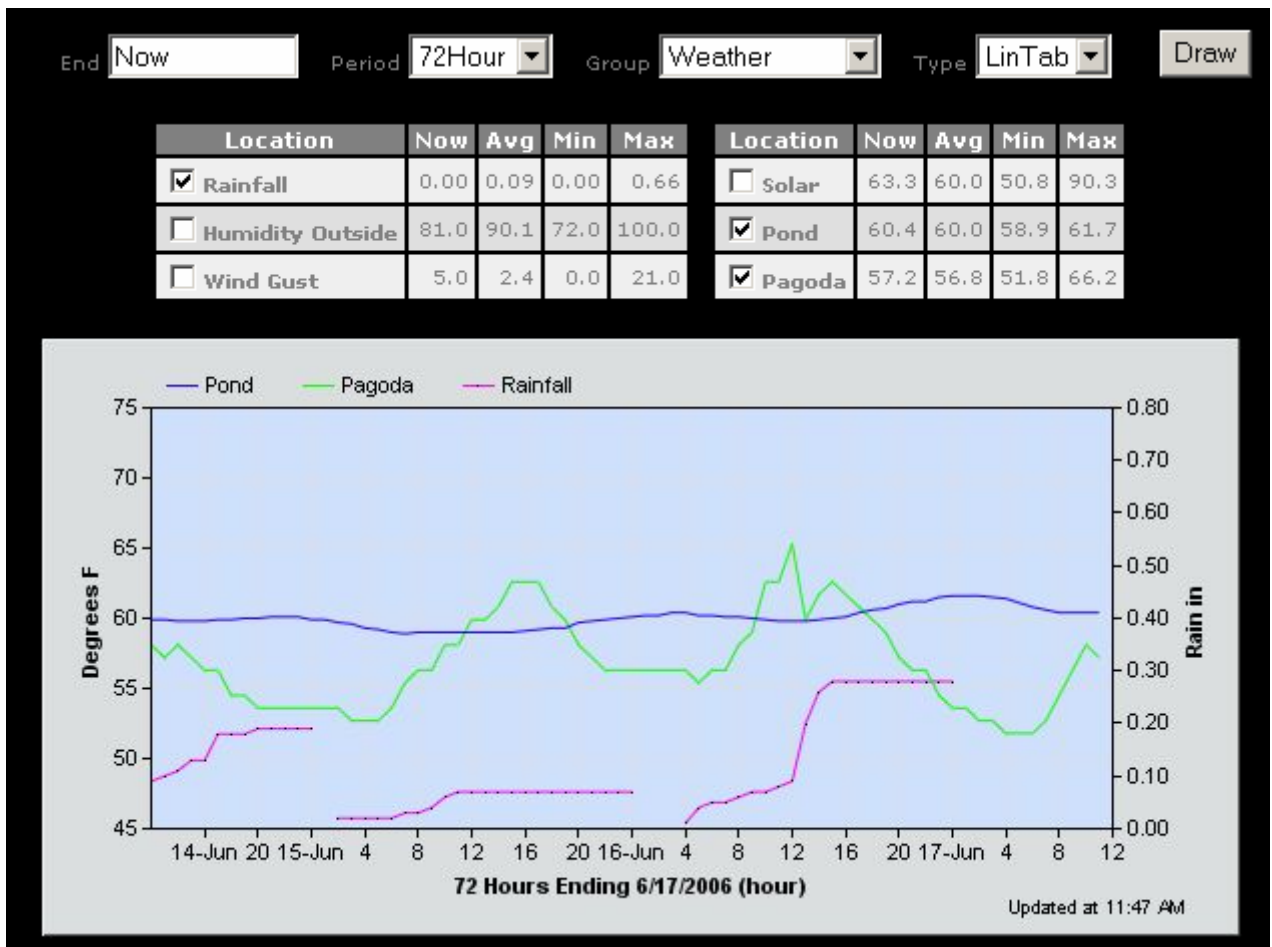 End Now Period 72Hour Group Weather Type LinTab Draw
Location Now Avg Min Max Location Now Avg Min Max
Rainfall 0.00 0.09 0.00 0.66 Solar 63.3 60.0 50.8 90.3
Humidity Outside 81.0 90.1 72.0 100.0 Pond 60.4 60.0 58.9 61.7
Wind Gust 5.0 2.4 0.0 21.0 Pagoda 57.2 56.8 51.8 66.2
Pond Pagoda Rainfall
75 0.80
70 0.70
0.60
65
0.50
60 0.40
0.30
55
0.20
50
0.10
45 0.00
Degrees F
Rain in
14-Jun 20 15-Jun 4 8 12 16 20 16-Jun 4 8 12 16 20 17-Jun 4 8 12
72 Hours Ending 6/17/2006 (hour)
Updated at 11:47 AM